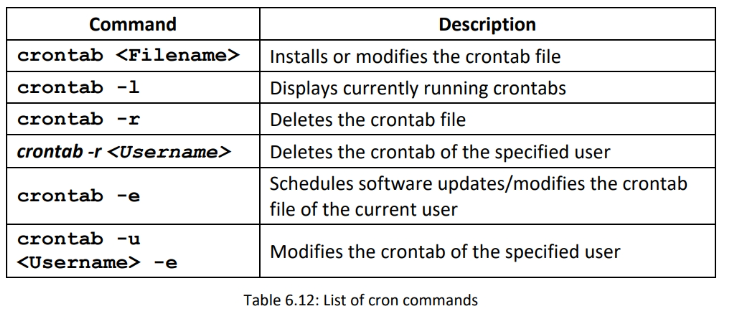 Command Description
crontab <Filename> Installs or modifies the crontab file
crontab -l Displays currently running crontabs
crontab -r Deletes the crontab file
crontab -r <Username> Deletes the crontab of the specified user
crontab -e Schedules software updates/modifies the crontab
file of the current user
crontab -u
<Username> -e Modifies the crontab of the specified user
Table 6.12: List of cron commands